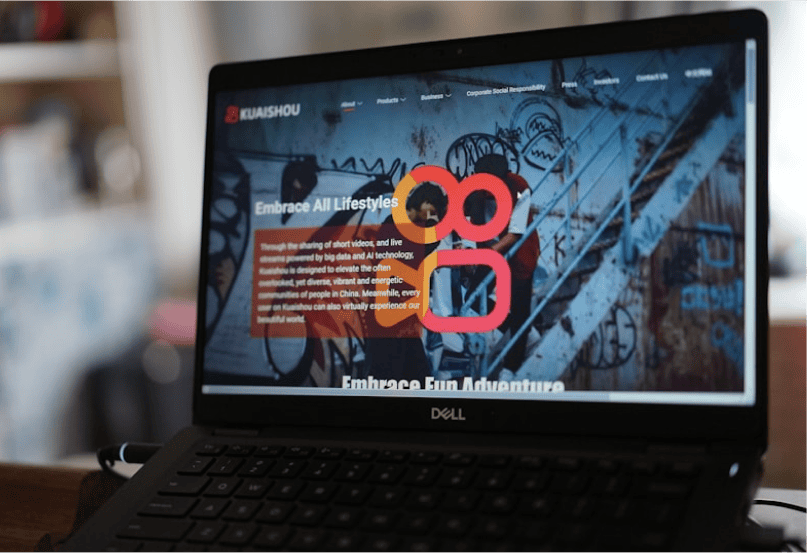 KUAISHOU
About
Products
Business
Corporate Social Responsibility
Press
Investors
Contact Us
Embrace All Lifestyles
Through the sharing of short videos, and live
streams powered by big data and AI technology,
Kuaishou is designed to elevate the often
overlooked, yet diverse, vibrant and energetic
communities of people in China. Meanwhile, every
user on Kuaishou can also virtually experience our
beautiful world.
Embrace Fun Adventure
DELL